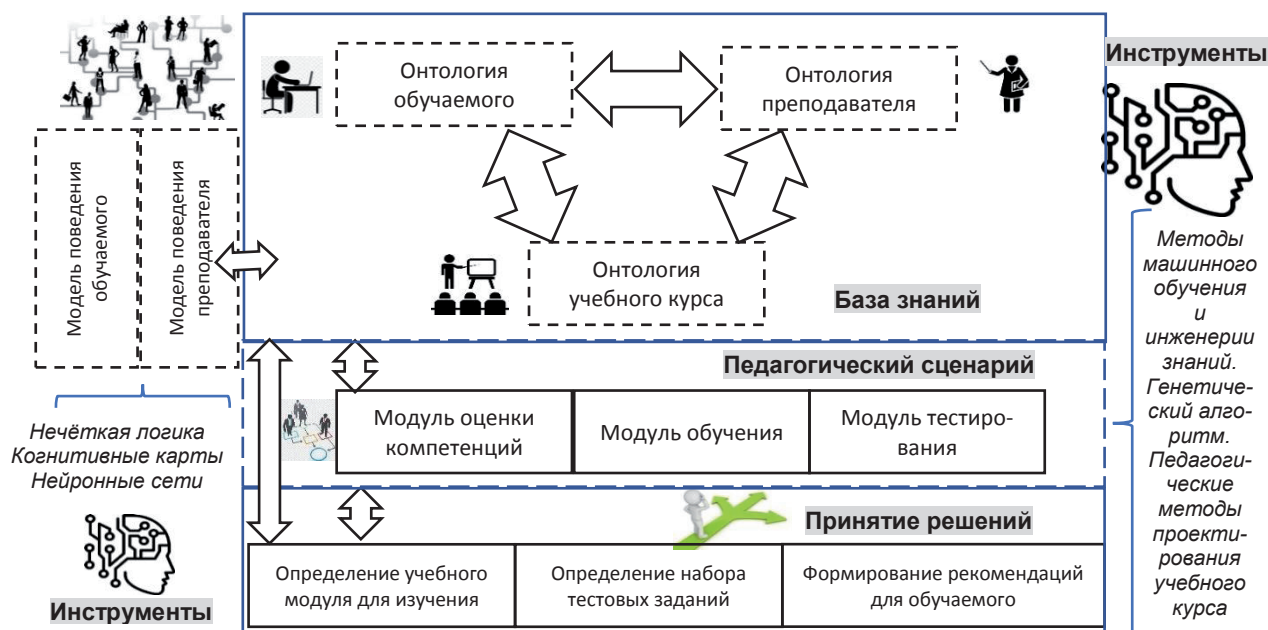 Модель поведения
обучаемого
Модель поведения
преподавателя
Нечёткая логика
Когнитивные карты
Нейронные сети
Инструменты
Онтология
обучаемого
Онтология
преподавателя
Онтология
учебного курса
База знаний
Педагогический сценарий
Модуль оценки
компетенций
Модуль обучения
Модуль тестиро-
вания
Принятие решений
Определение учебного
модуля для изучения
Определение набора
тестовых заданий
Формирование рекомендаций
для обучаемого
Инструменты
Методы
машинного
обучения
и
инженерии
знаний.
Генетиче-
ский алго-
ритм.
Педагоги-
ческие
методы
проекти-
рования
учебного
курса